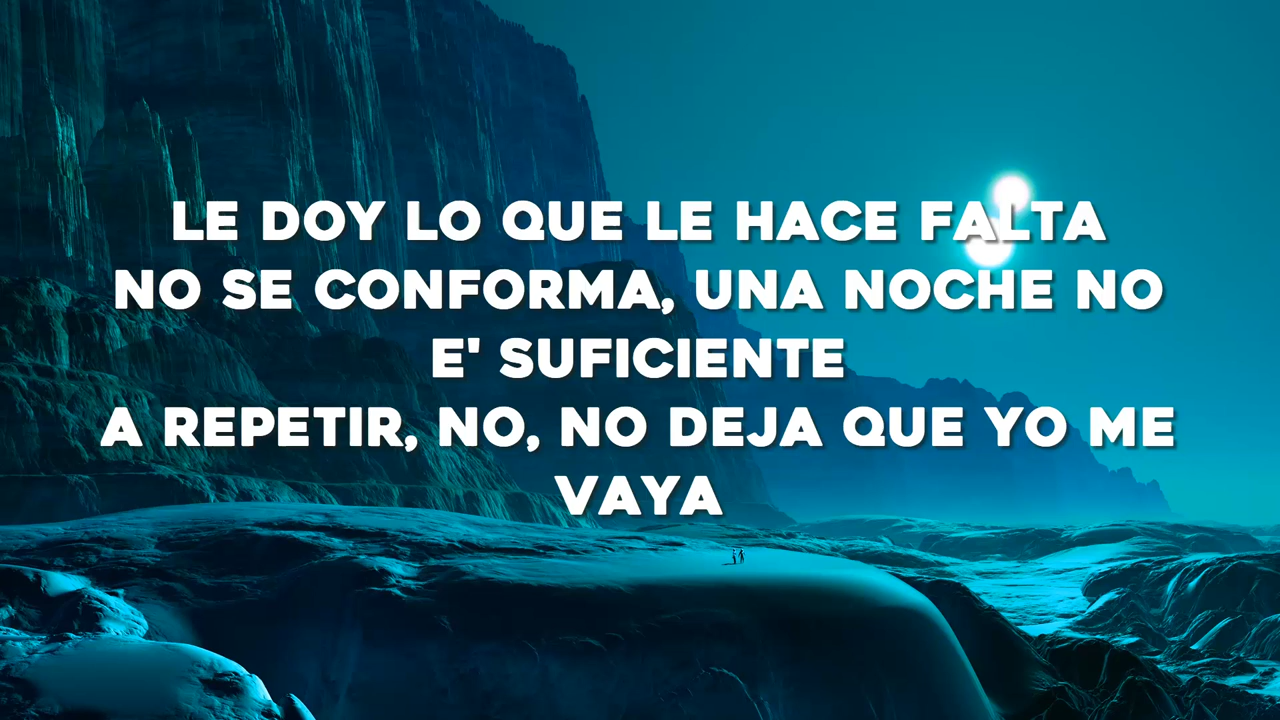 LE DOY LO QUE LE HACE FALTA
NO SE CONFORMA, UNA NOCHE NO
E' SUFICIENTE
A REPETIR, NO, NO DEJA QUE YO ME
VAYA